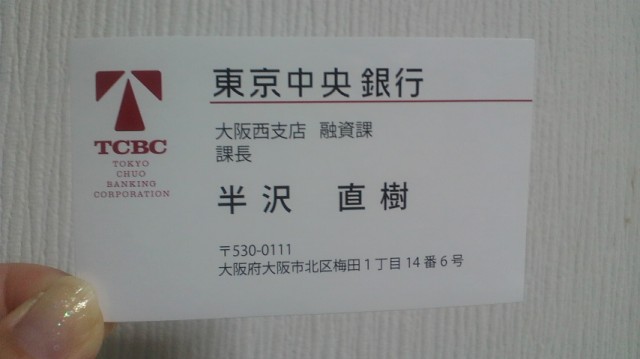 TCBC
TOKYO
CHUO
BANKING
CORPORATION
東京中央銀行
大阪西支店 融資課
課長
半沢 直樹
〒530-0111
大阪府大阪市北区梅田1丁目14番6号